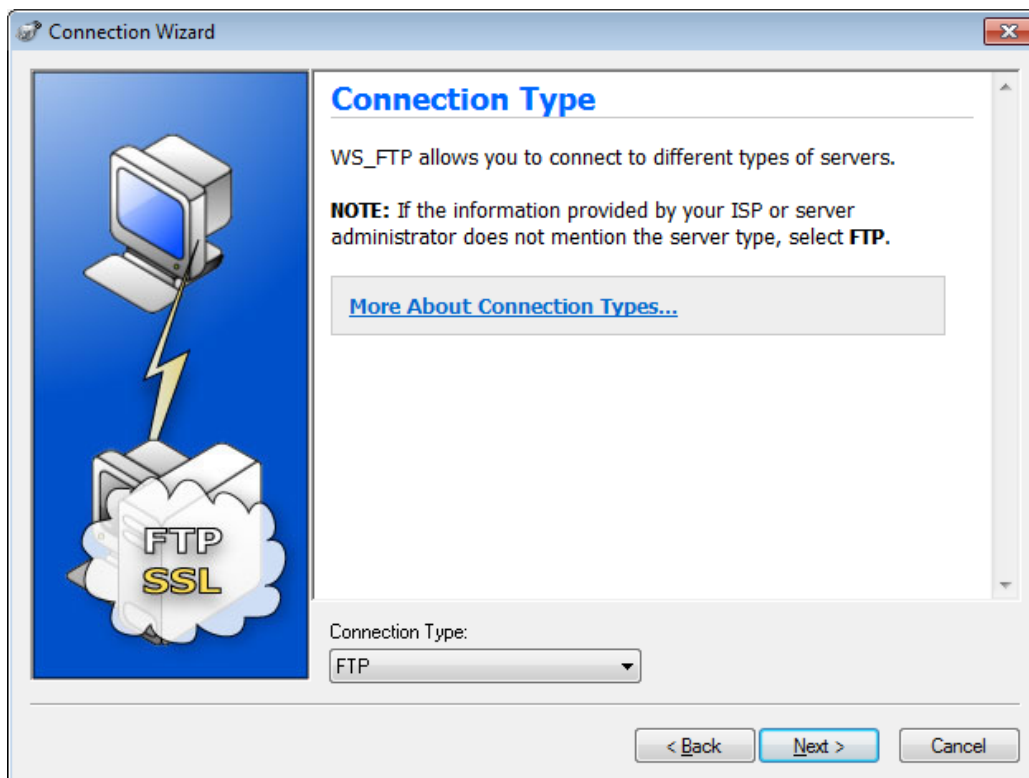 Connection Wizard
Connection Type
WS_FTP allows you to connect to different types of servers.
NOTE: If the information provided by your ISP or server
administrator does not mention the server type, select FTP.
More About Connection Types...
FTP
SSL
Connection Type:
FTP
< Back
Next >
Cancel